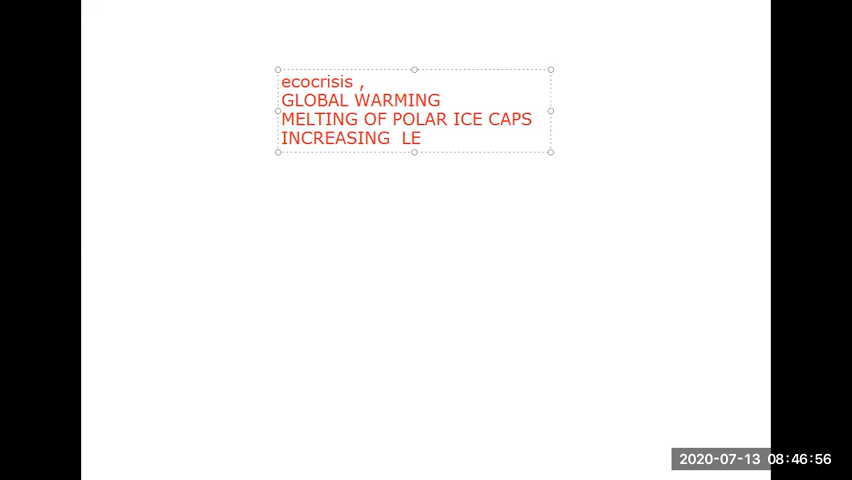 ecocrisis ,
GLOBAL WARMING
MELTING OF POLAR ICE CAPS
INCREASING  LE
2020-07-13 08:46:56